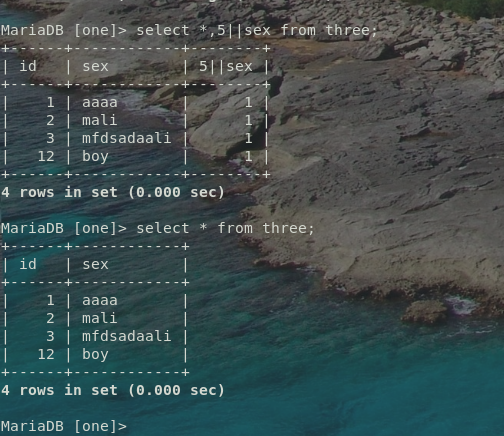 MariaDB [one]> select *,5||sex from three;
+------+------------+--------+
| id   | sex        | 5||sex |
+------+------------+--------+
|    1 | aaaa       |      1 |
|    2 | mali       |      1 |
|    3 | mfdsadaali |      1 |
|   12 | boy        |      1 |
+------+------------+--------+
4 rows in set (0.000 sec)
MariaDB [one]> select * from three;
+------+------------+
| id   | sex        |
+------+------------+
|    1 | aaaa       |
|    2 | mali       |
|    3 | mfdsadaali |
|   12 | boy        |
+------+------------+
4 rows in set (0.000 sec)
MariaDB [one]>